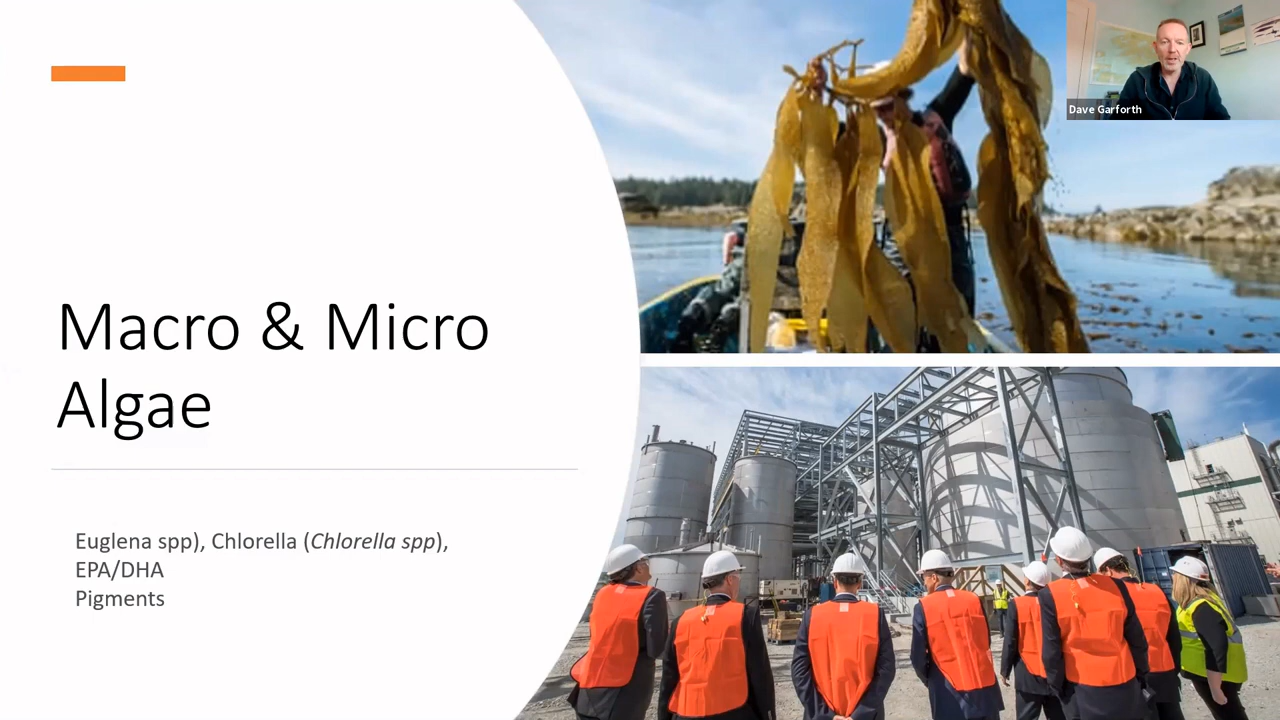 Macro & Micro
Algae
Euglena spp), Chlorella (Chlorella spp),
EPA/DHA
Pigments
Dave Garforth